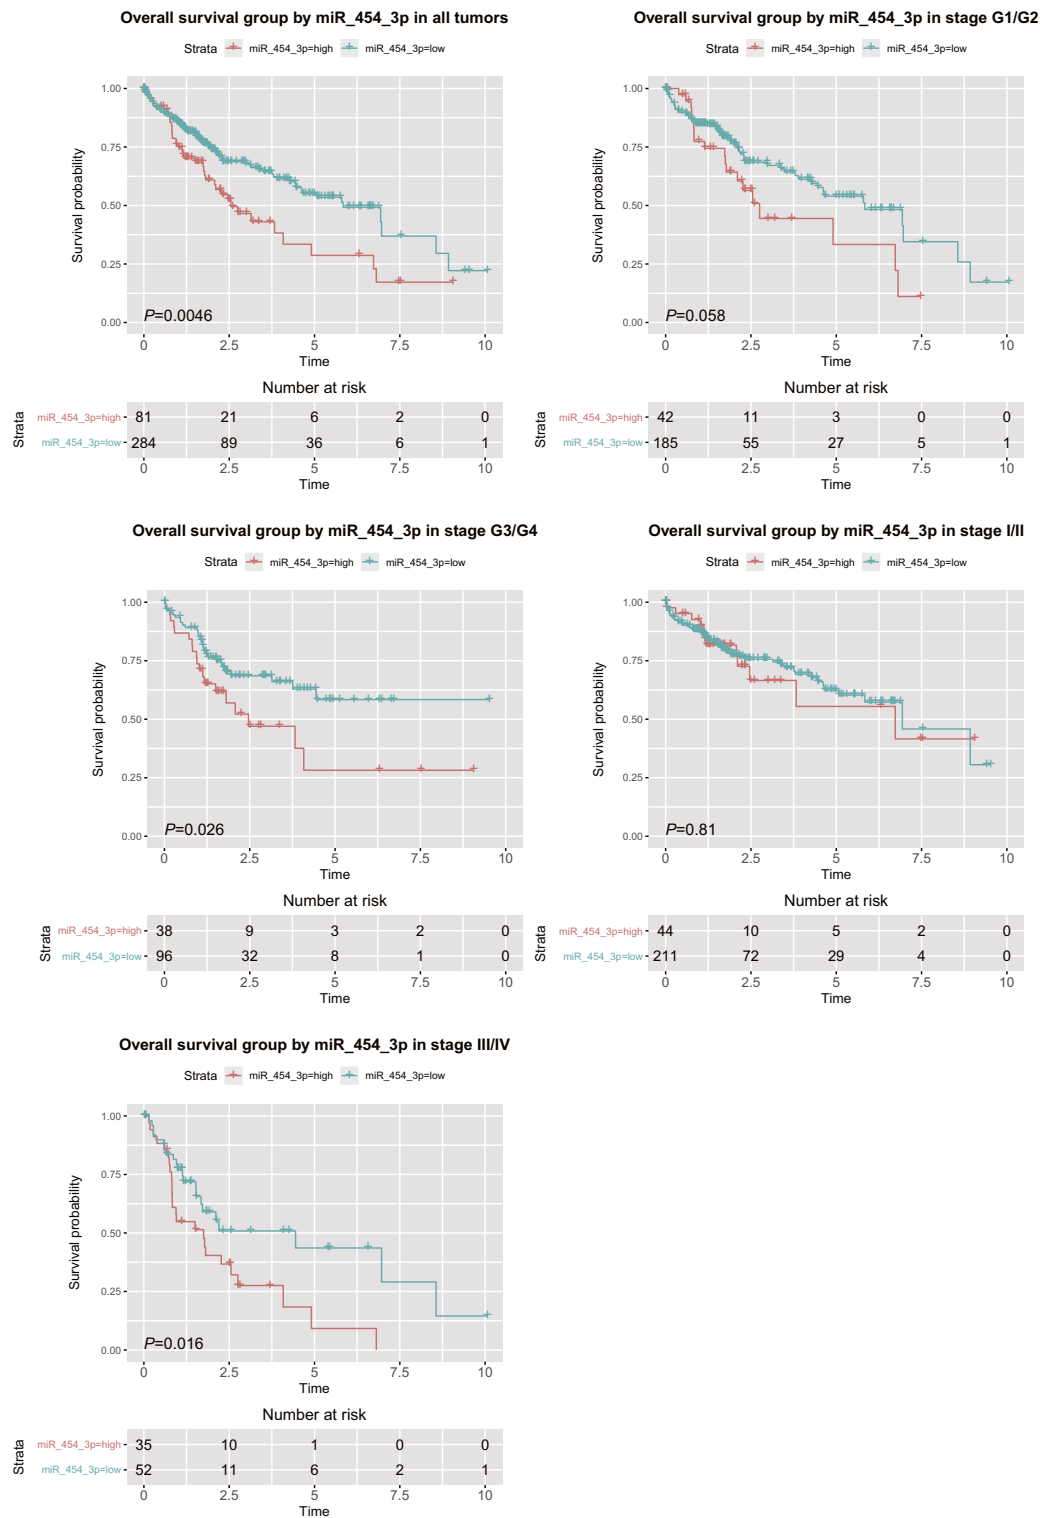 Overall survival group by miR_454_3p in all tumors
Strata miR_454_3p=high miR_454_3p=low
Survival probability
1.00
0.75
0.50
0.25
0.00
P=0.0046
0 2.5 5 7.5 10
Time
Number at risk
Strata
miR_454_3p=high 81 21 6 2 0
miR_454_3p=low 284 89 36 6 1
0 2.5 5 7.5 10
Time
Overall survival group by miR_454_3p in stage G1/G2
Strata miR_454_3p=high miR_454_3p=low
Survival probability
1.00
0.75
0.50
0.25
0.00
P=0.058
0 2.5 5 7.5 10
Time
Number at risk
Strata
miR_454_3p=high 42 11 3 0 0
miR_454_3p=low 185 55 27 5 1
0 2.5 5 7.5 10
Time
Overall survival group by miR_454_3p in stage G3/G4
Strata miR_454_3p=high miR_454_3p=low
Survival probability
1.00
0.75
0.50
0.25
0.00
P=0.026
0 2.5 5 7.5 10
Time
Number at risk
Strata
miR_454_3p=high 38 9 3 2 0
miR_454_3p=low 96 32 8 1 0
0 2.5 5 7.5 10
Time
Overall survival group by miR_454_3p in stage I/II
Strata miR_454_3p=high miR_454_3p=low
Survival probability
1.00
0.75
0.50
0.25
0.00
P=0.81
0 2.5 5 7.5 10
Time
Number at risk
Strata
miR_454_3p=high 44 10 5 2 0
miR_454_3p=low 211 72 29 4 0
0 2.5 5 7.5 10
Time
Overall survival group by miR_454_3p in stage III/IV
Strata miR_454_3p=high miR_454_3p=low
Survival probability
1.00
0.75
0.50
0.25
0.00
P=0.016
0 2.5 5 7.5 10
Time
Number at risk
Strata
miR_454_3p=high 35 10 1 0 0
miR_454_3p=low 52 11 6 2 1
0 2.5 5 7.5 10
Time